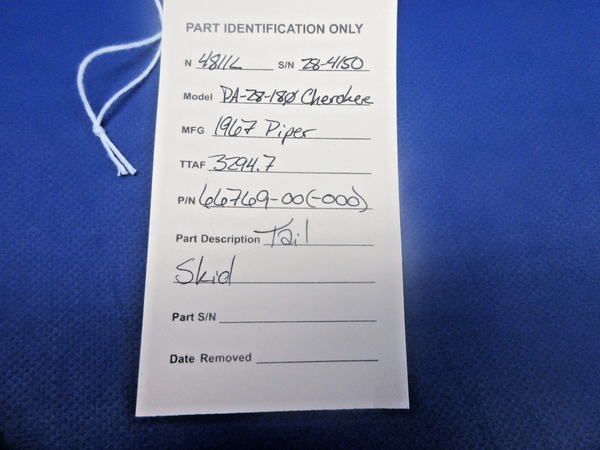 PART IDENTIFICATION ONLY
N 4811L S/N 28-4150
Model PA-28-180 Cherokee
MFG 1967 Piper
TTAF 3294.7
P/N 66769-00(-000)
Part Description Tail
Skid
Part S/N
Date Removed